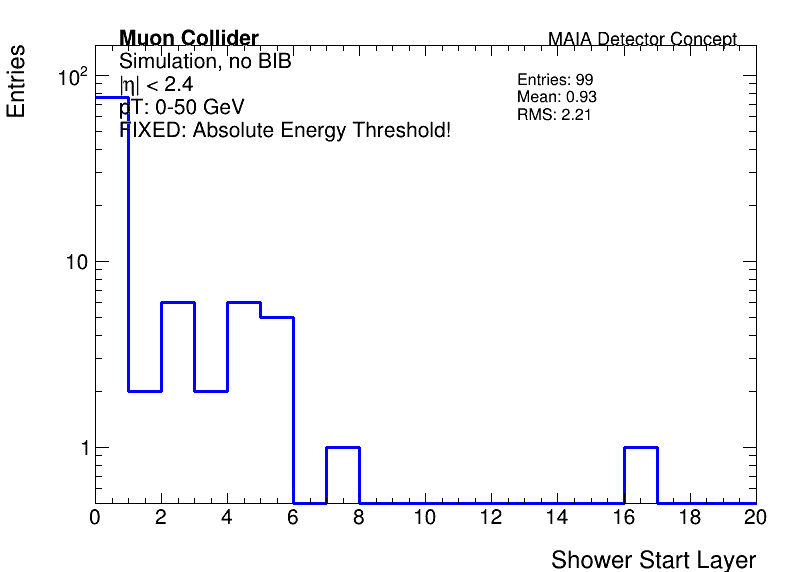 Muon Collider
MAIA Detector Concept
Simulation, no BIB
|η| < 2.4
pT: 0-50 GeV
FIXED: Absolute Energy Threshold!
Entries: 99
Mean: 0.93
RMS: 2.21
Entries
10²
10
1
0 2 4 6 8 10 12 14 16 18 20
Shower Start Layer